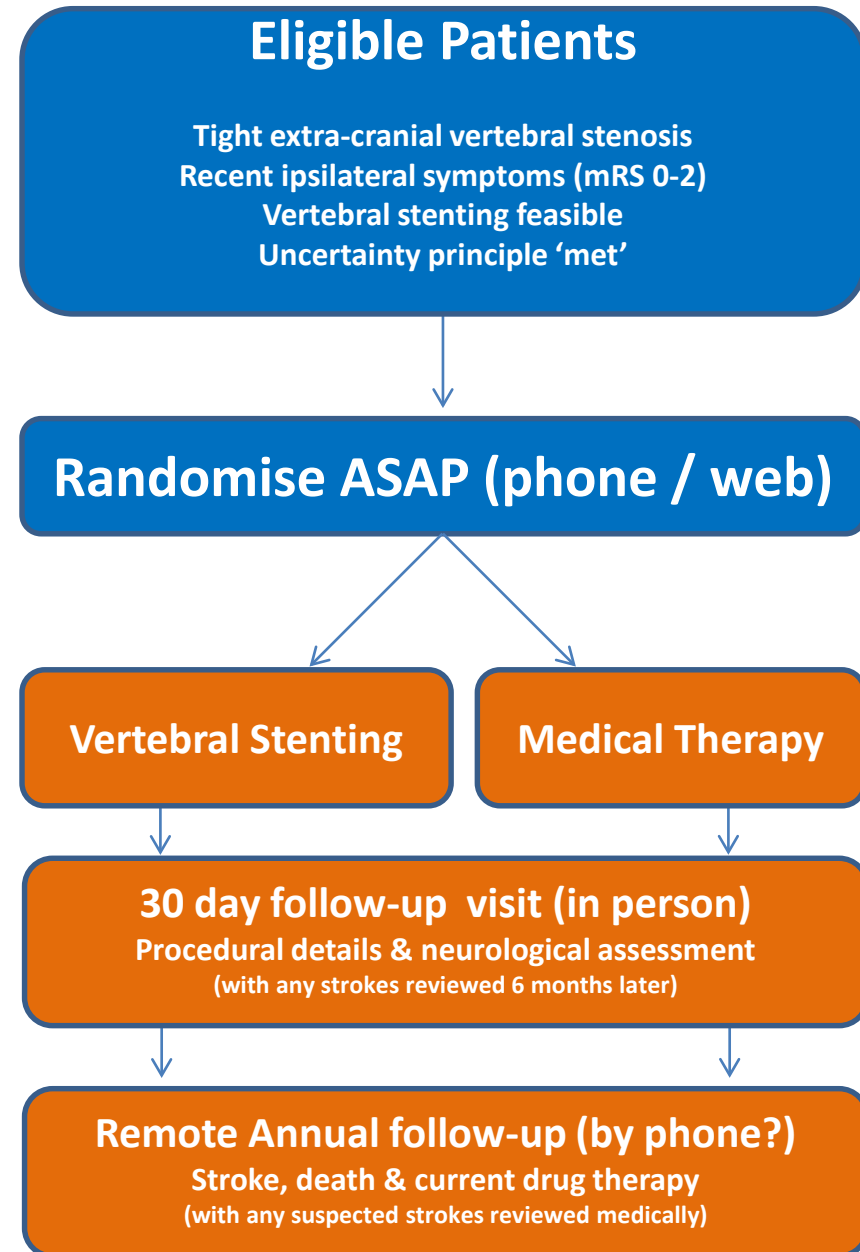 Eligible Patients
Tight extra-cranial vertebral stenosis
Recent ipsilateral symptoms (mRS 0-2)
Vertebral stenting feasible
Uncertainty principle ‘met’
Randomise ASAP (phone / web)
Vertebral Stenting
Medical Therapy
30 day follow-up visit (in person)
Procedural details & neurological assessment
(with any strokes reviewed 6 months later)
Remote Annual follow-up (by phone?)
Stroke, death & current drug therapy
(with any suspected strokes reviewed medically)